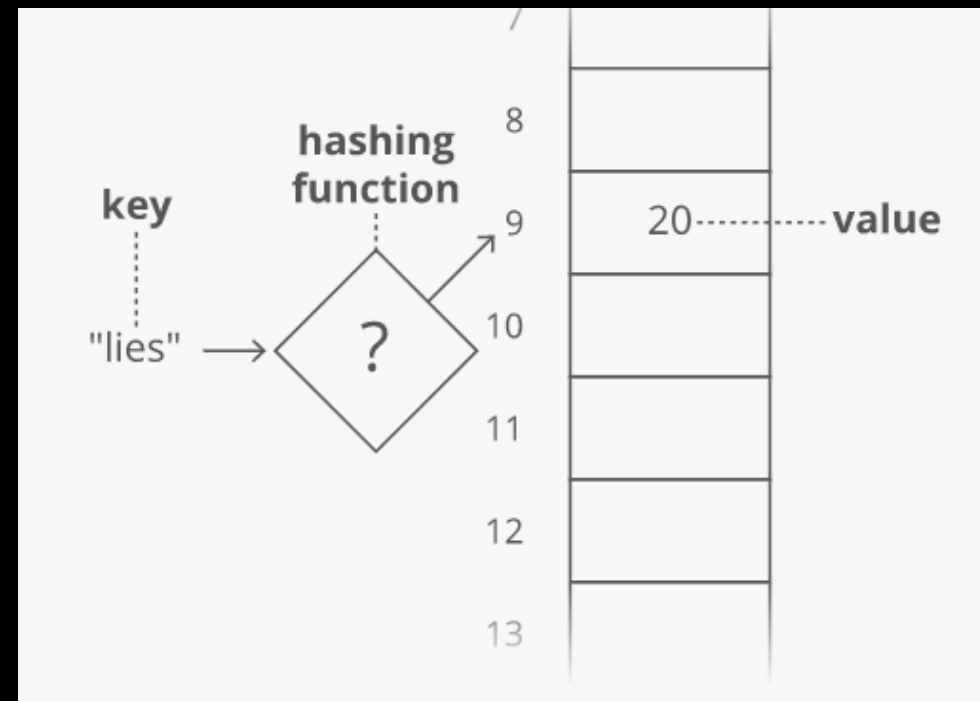 7
8
hashing
function
key
9
20
value
"lies"
?
10
11
12
13